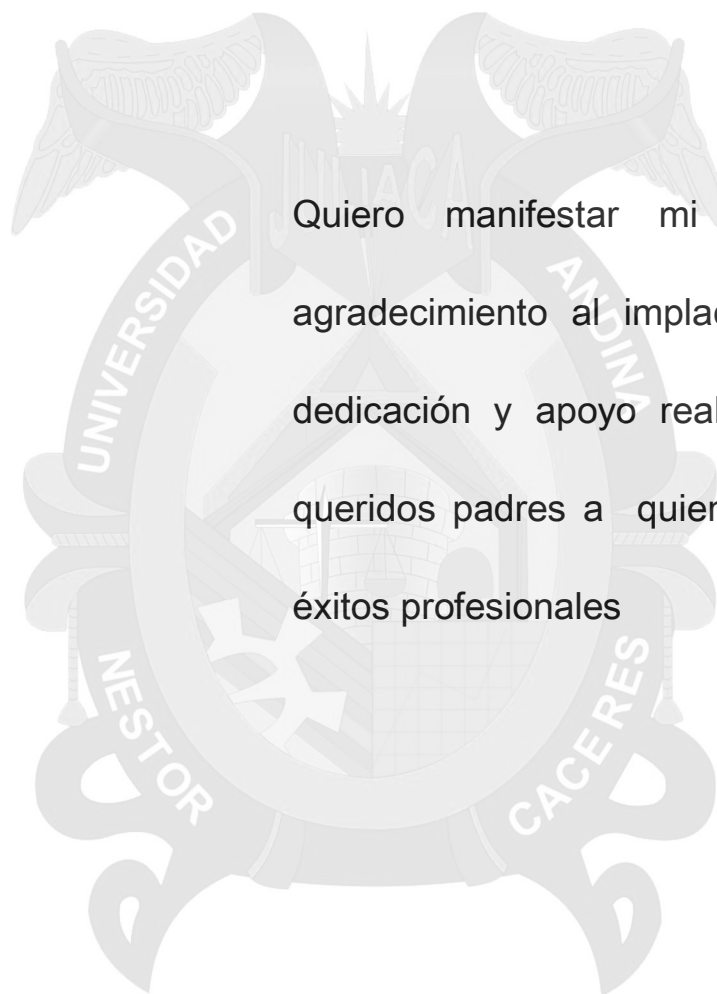 JULIACA
UNIVERSIDAD ANDINA
NESTOR CACERES
Quiero manifestar mi
agradecimiento al
dedicación y apoyo
queridos padres a
éxitos profesionales